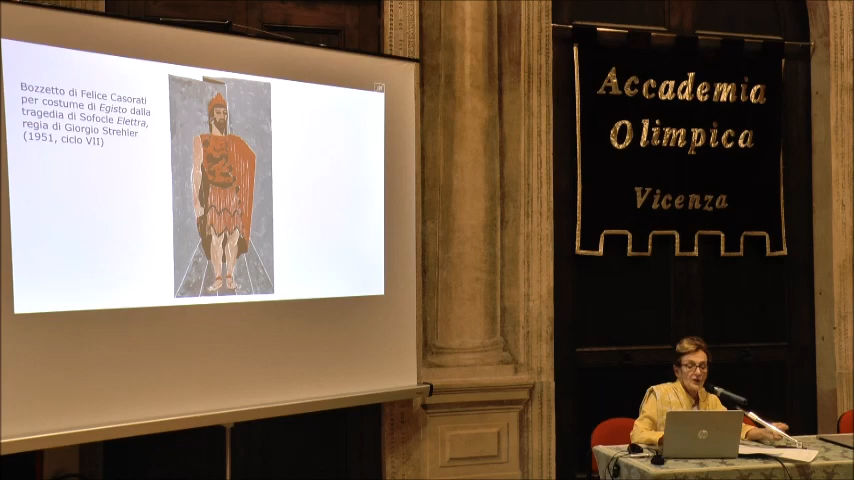 Bozzetto di Felice Casorati
per costume di Egisto dalla
tragedia di Sofocle Elettra,
regia di Giorgio Strehler
(1951, ciclo VII)
Accademia
Olimpica
Vicenza
hp